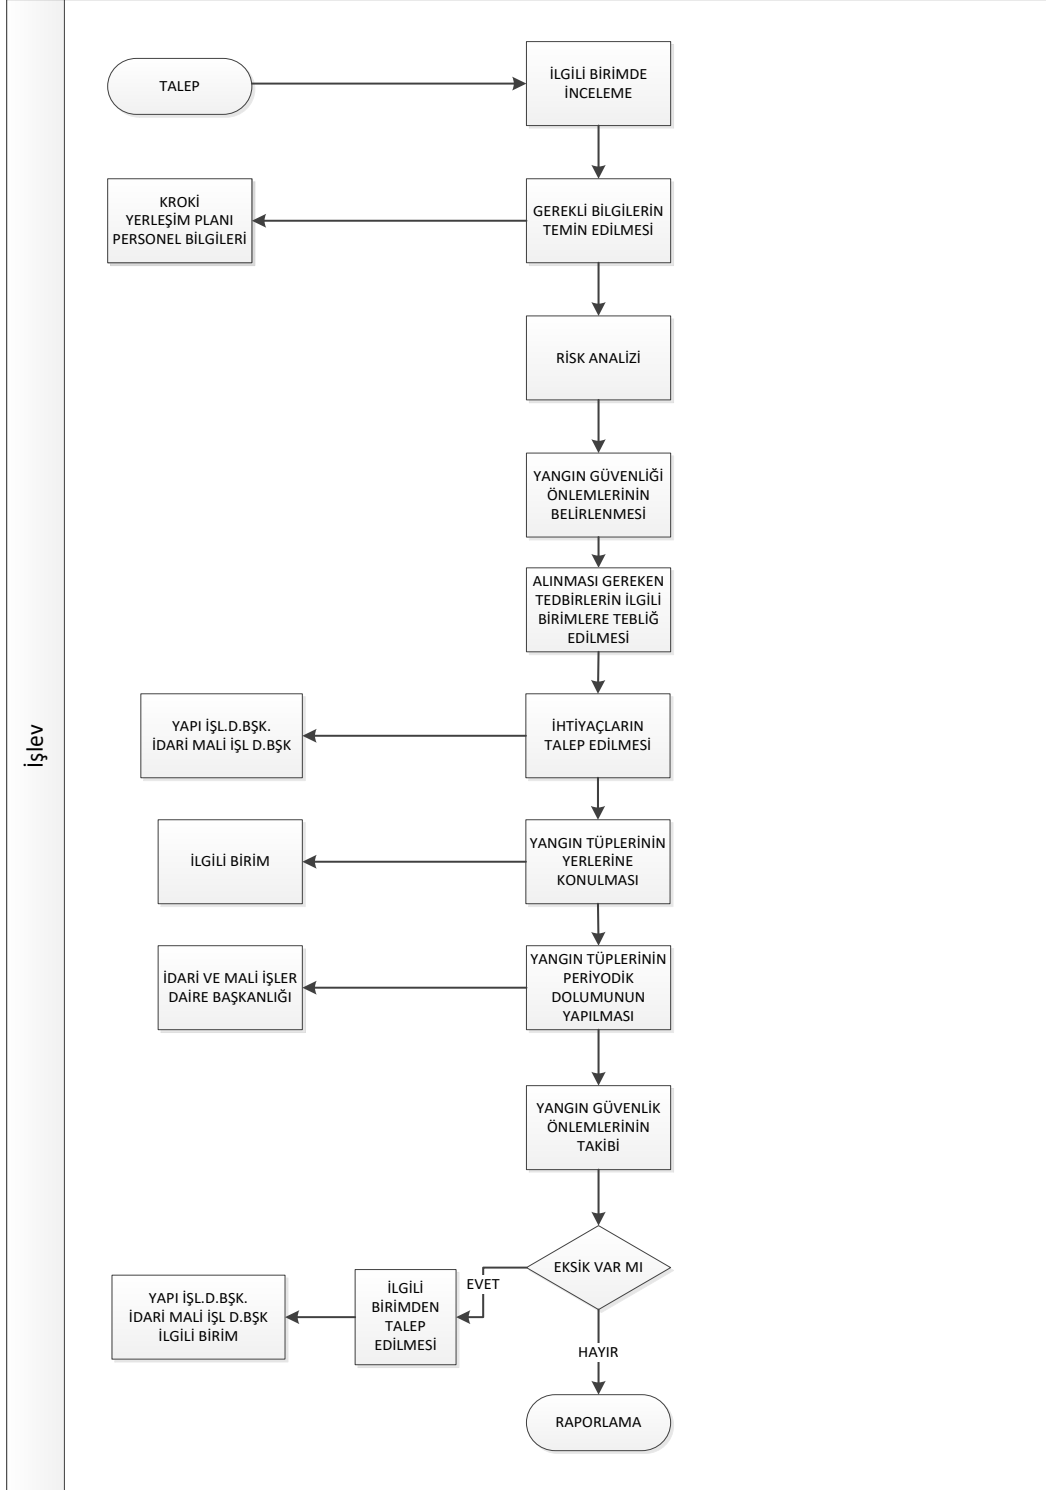 İşlev
TALEP
İLGİLİ BİRİMDE
İNCELEME
KROKİ
YERLEŞİM PLANI
PERSONEL BİLGİLERİ
GEREKLİ BİLGİLERİN
TEMİN EDİLMESİ
RİSK ANALİZİ
YANGIN GÜVENLİĞİ
ÖNLEMLERİNİN
BELİRLENMESİ
ALINMASI GEREKEN
TEDBİRLERİN İLGİLİ
BİRİMLERE TEBLİĞ
EDİLMESİ
YAPI İŞL.D.BŞK.
İDARİ MALİ İŞL D.BŞK
İHTİYAÇLARIN
TALEP EDİLMESİ
İLGİLİ BİRİM
YANGIN TÜPLERİNİN
YERLERİNE
KONULMASI
İDARİ VE MALİ İŞLER
DAİRE BAŞKANLIĞI
YANGIN TÜPLERİNİN
PERİYODİK
DOLUMUNUN
YAPILMASI
YANGIN GÜVENLİK
ÖNLEMLERİNİN
TAKİBİ
EKSİK VAR MI
EVET
İLGİLİ
BİRİMDEN
TALEP
EDİLMESİ
YAPI İŞL.D.BŞK.
İDARİ MALİ İŞL D.BŞK
İLGİLİ BİRİM
HAYIR
RAPORLAMA